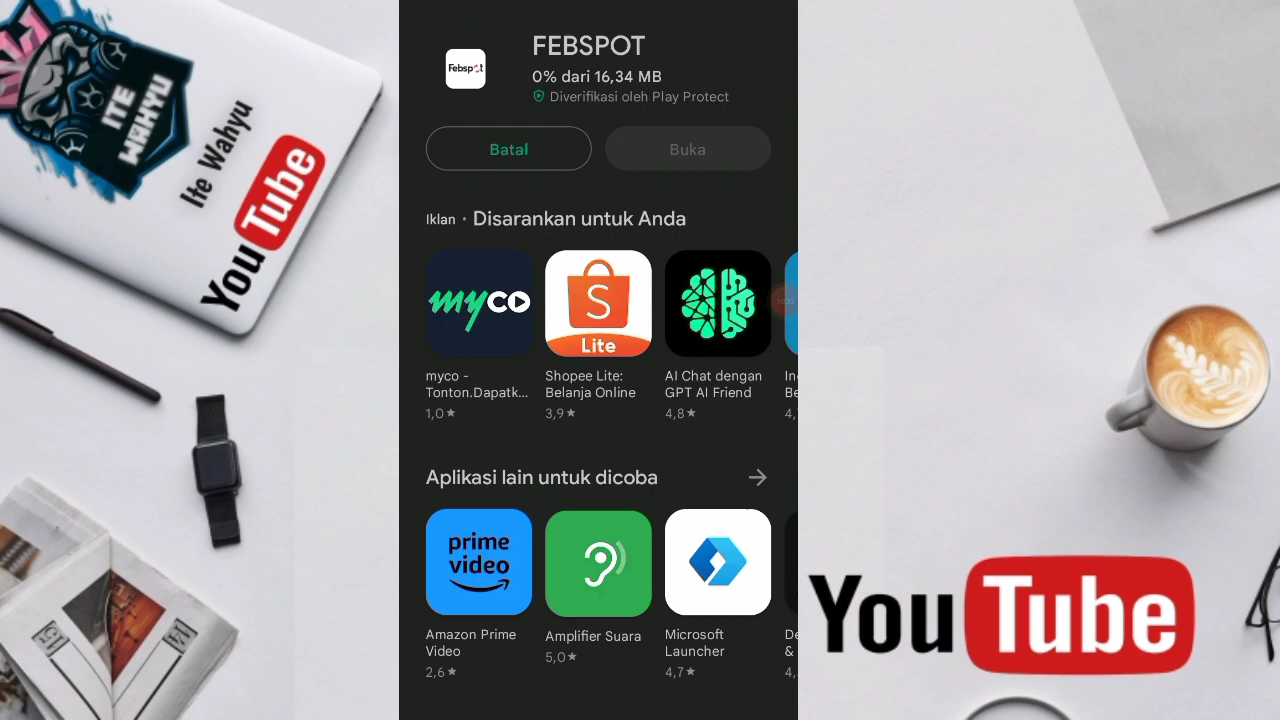 ITE
WAHYU
Ite Wahyu
YouTube
FEBSPOT
Febspot
0% dari 16,34 MB
Diverifikasi oleh Play Protect
Batal
Buka
Iklan • Disarankan untuk Anda
myco
S
Lite
myco -
Tonton.Dapatk...
1,0★
Shopee Lite:
Belanja Online
3,9★
AI Chat dengan
GPT AI Friend
4,8★
4,
Aplikasi lain untuk dicoba
prime
video
Amazon Prime
Video
2,6★
Amplifier Suara
5,0★
Microsoft
Launcher
4,7★
&
4,
YouTube